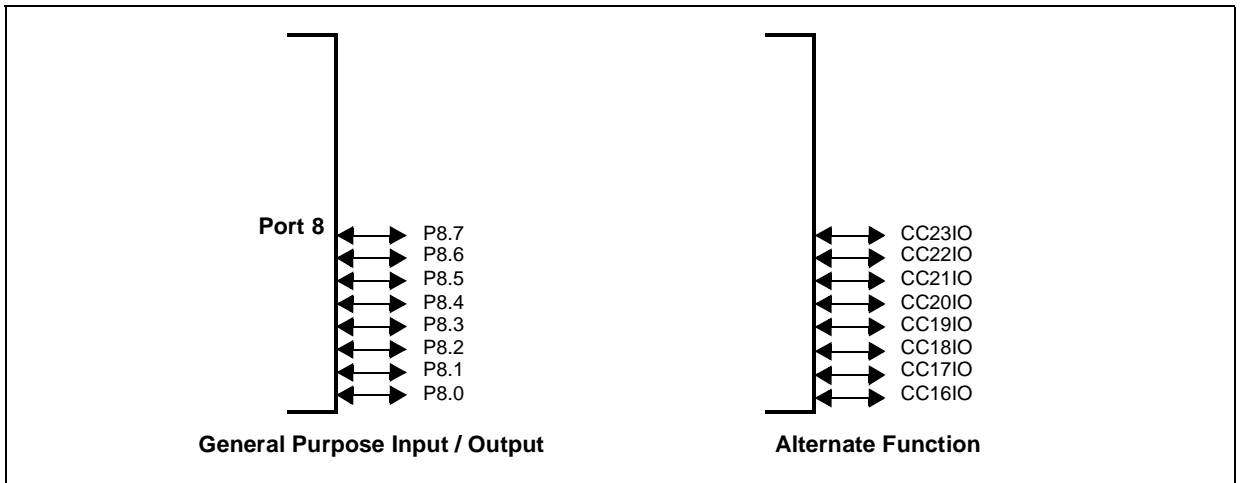 Port 8
P8.7
P8.6
P8.5
P8.4
P8.3
P8.2
P8.1
P8.0
General Purpose Input / Output
CC23IO
CC22IO
CC21IO
CC20IO
CC19IO
CC18IO
CC17IO
CC16IO
Alternate Function